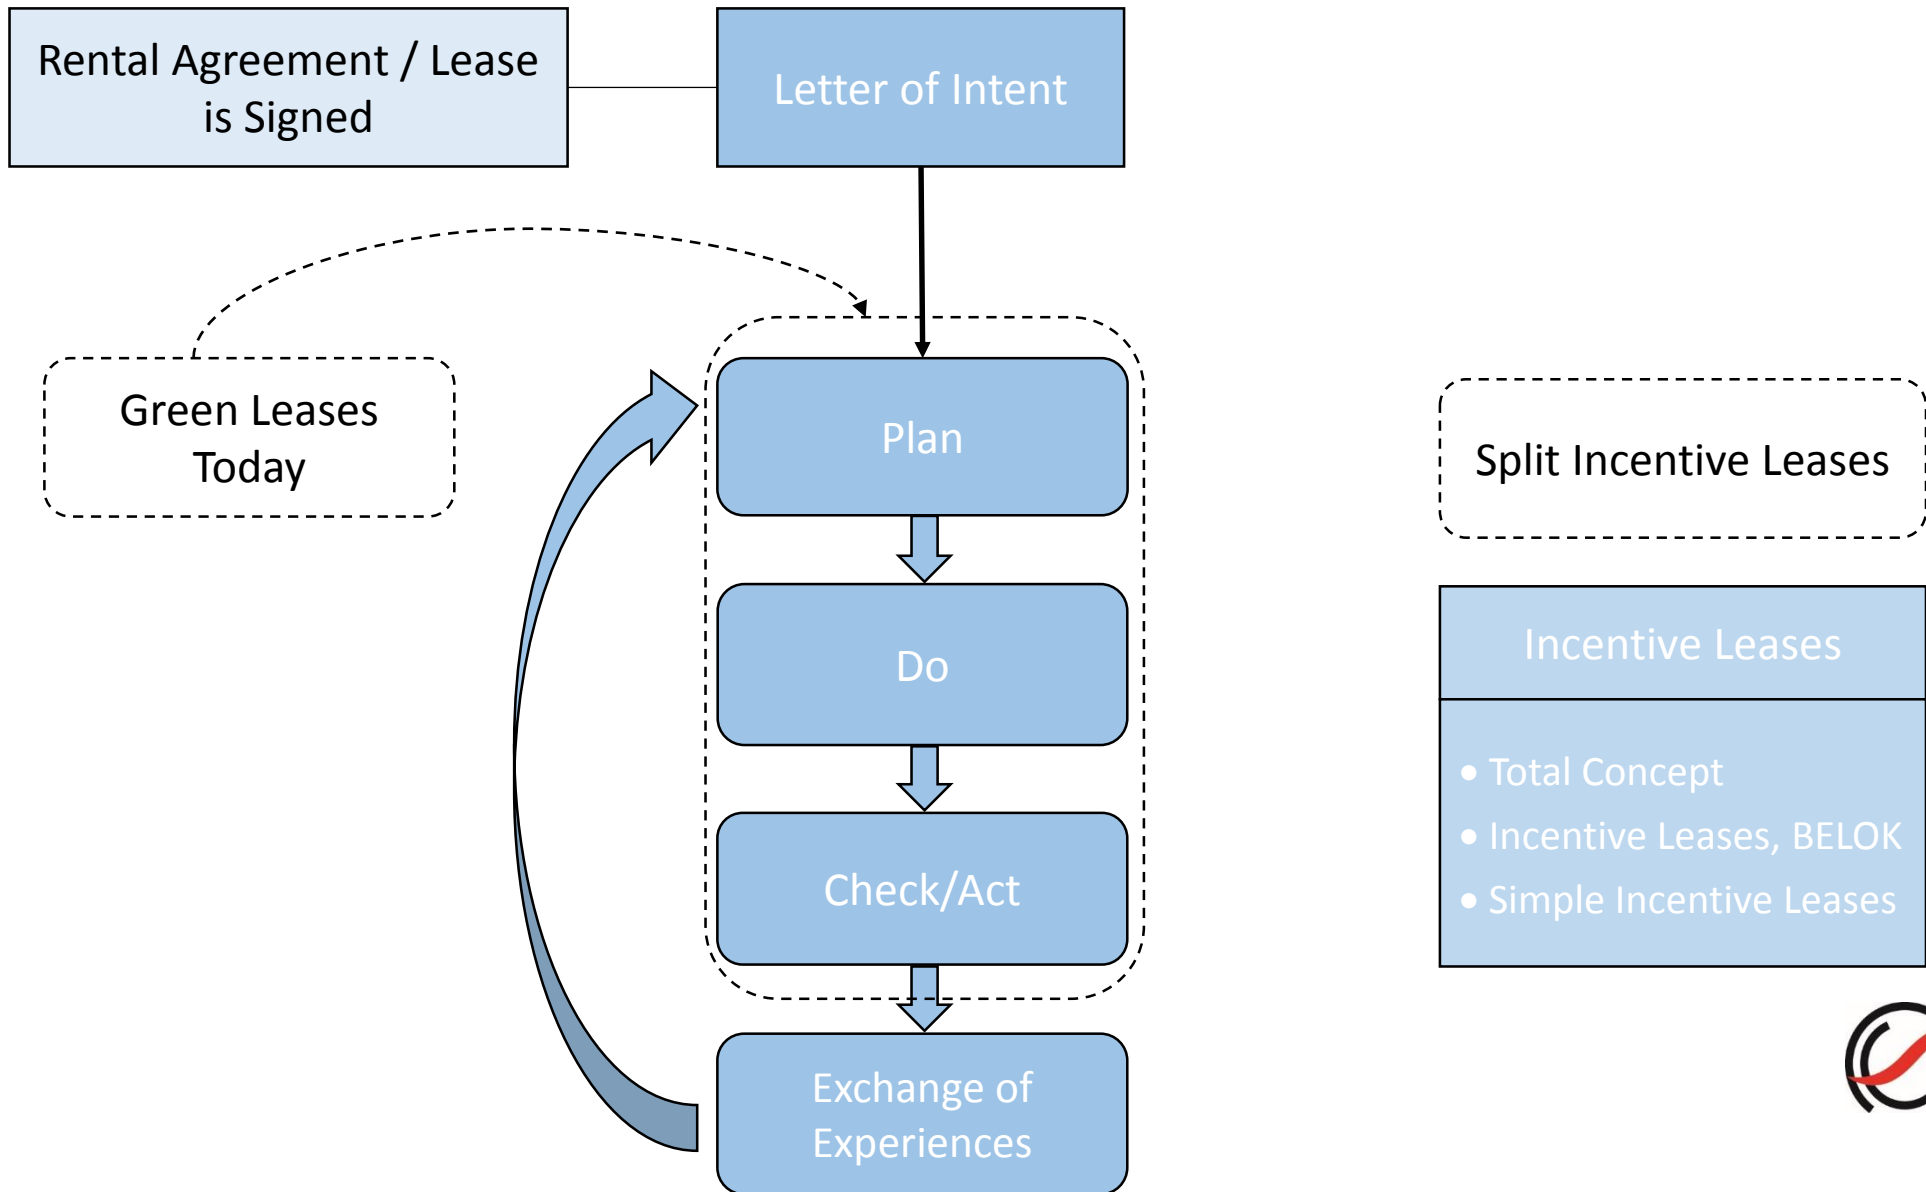 Rental Agreement / Lease
is Signed
Letter of Intent
Green Leases
Today
Plan
Do
Check/Act
Exchange of
Experiences
Split Incentive Leases
Incentive Leases
• Total Concept
• Incentive Leases, BELOK
• Simple Incentive Leases